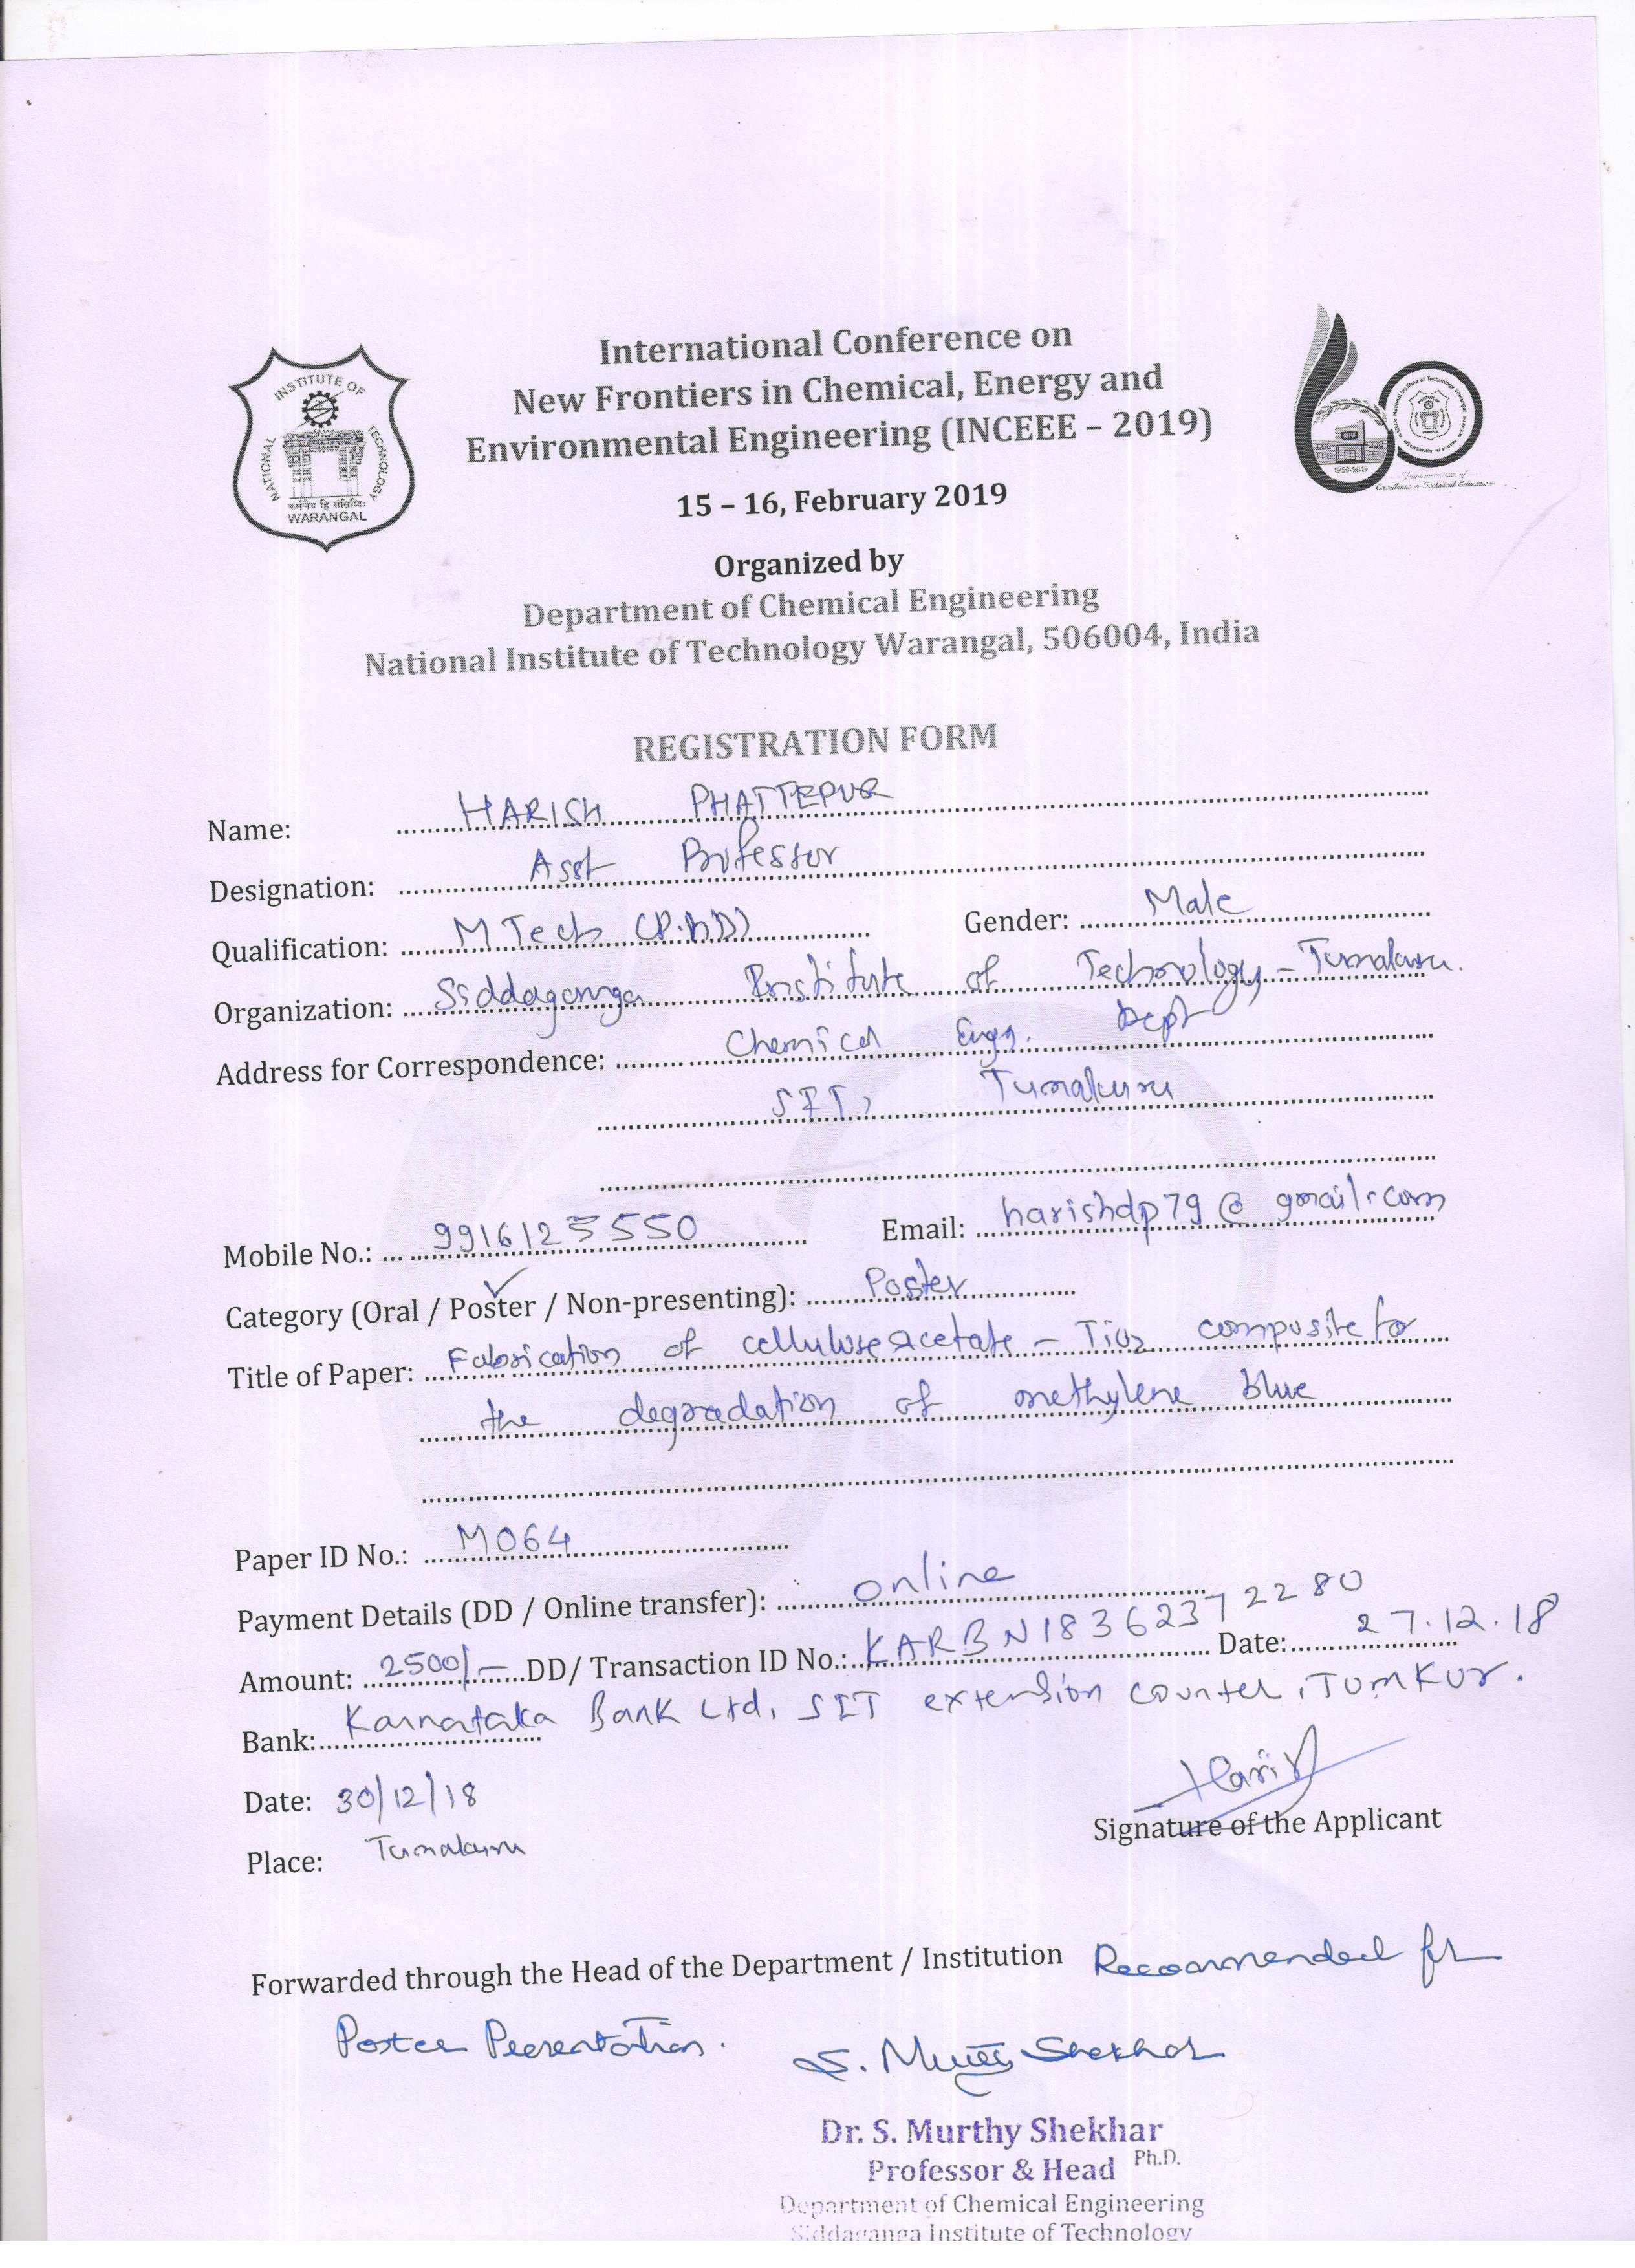 International Conference on
New Frontiers in Chemical, Energy and
Environmental Engineering (INCEEE – 2019)
15 – 16, February 2019
NATIONAL INSTITUTE OF TECHNOLOGY
WARANGAL
1959-2019
Organized by
Department of Chemical Engineering
National Institute of Technology Warangal, 506004, India
REGISTRATION FORM
Name: HARISH PHATTEPUR
Designation: Asst Professor
Qualification: M Tech (P.hD) Gender: Male
Organization: Siddaganga Institute of Technology – Tumakuru.
Address for Correspondence: Chemical Engg. Dept
SIT, Tumakuru
Mobile No.: 9916125550 Email: harishdp79@gmail.com
Category (Oral / Poster / Non-presenting): Poster
Title of Paper: Fabrication of cellulose acetate – Tio2 composite for
the degradation of methylene blue
Paper ID No.: M064
Payment Details (DD / Online transfer): online
Amount: 2500/– DD/ Transaction ID No.: KARBN18362372280 Date: 27.12.18
Bank: Karnataka Bank Ltd, SIT extension counter, TUMKUR.
Date: 30/12/18
Place: Tumakuru
Harish
Signature of the Applicant
Forwarded through the Head of the Department / Institution Recommended for
Poster Presentation.
S. Murthy Shekhar
Dr. S. Murthy Shekhar
Ph.D.
Professor & Head
Department of Chemical Engineering
Siddaganga Institute of Technology